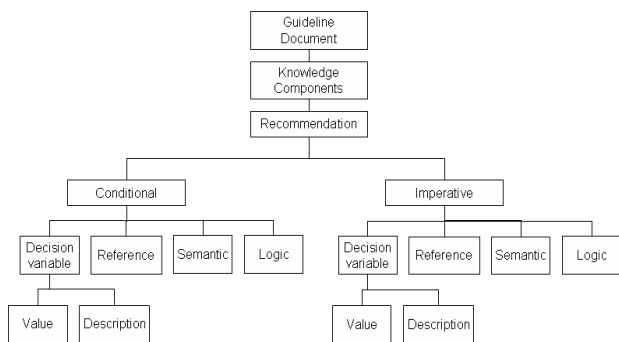 Guideline
Document
Knowledge
Components
Recommendation
Conditional
Imperative
Decision
variable
Reference
Semantic
Logic
Decision
variable
Reference
Semantic
Logic
Value
Description
Value
Description